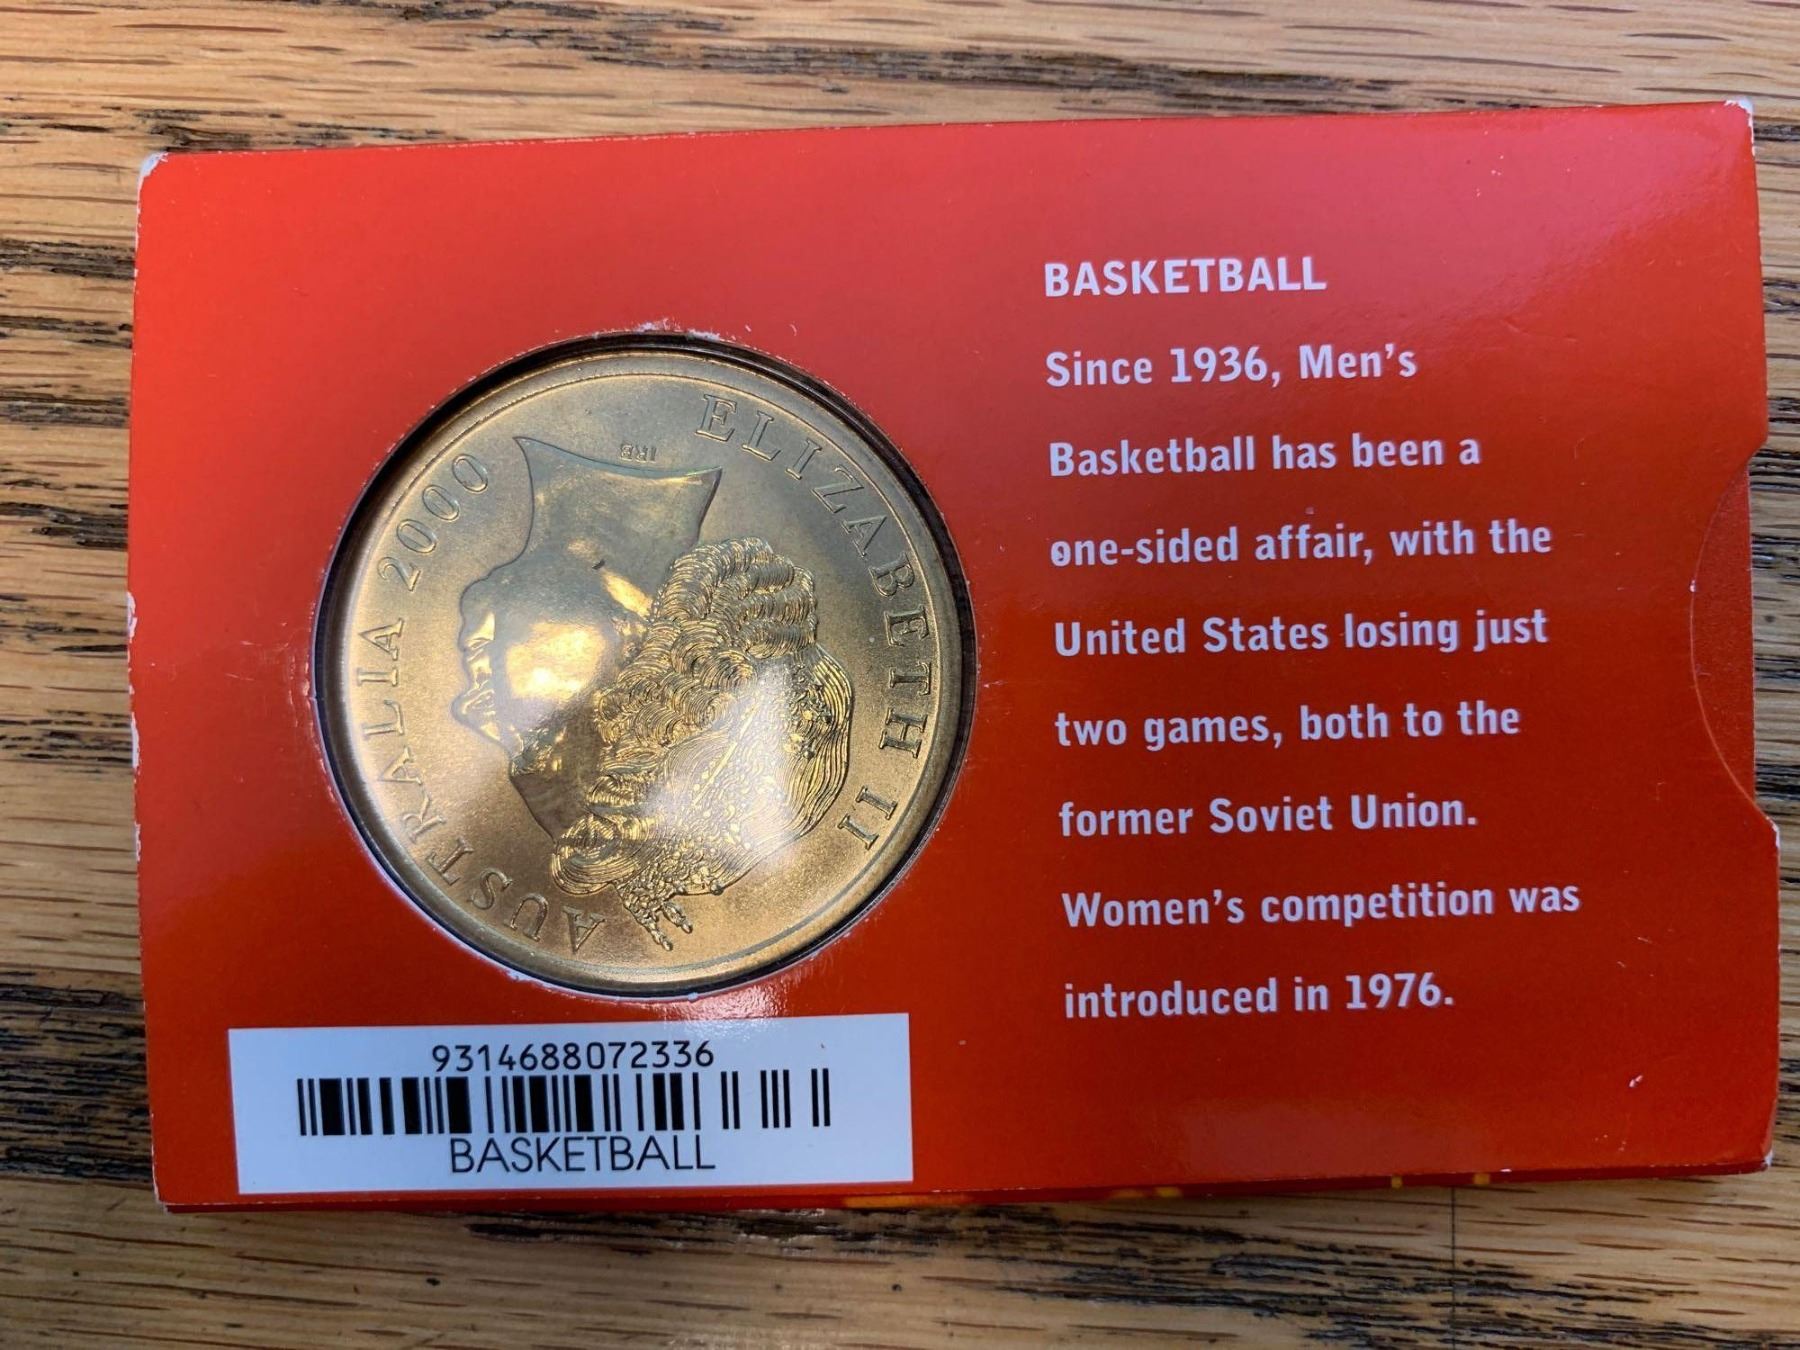 ELIZABETH II
AUSTRALIA 2000
IRB
BASKETBALL
Since 1936, Men's
Basketball has been a
one-sided affair, with the
United States losing just
two games, both to the
former Soviet Union.
Women's competition was
introduced in 1976.
9314688072336
BASKETBALL